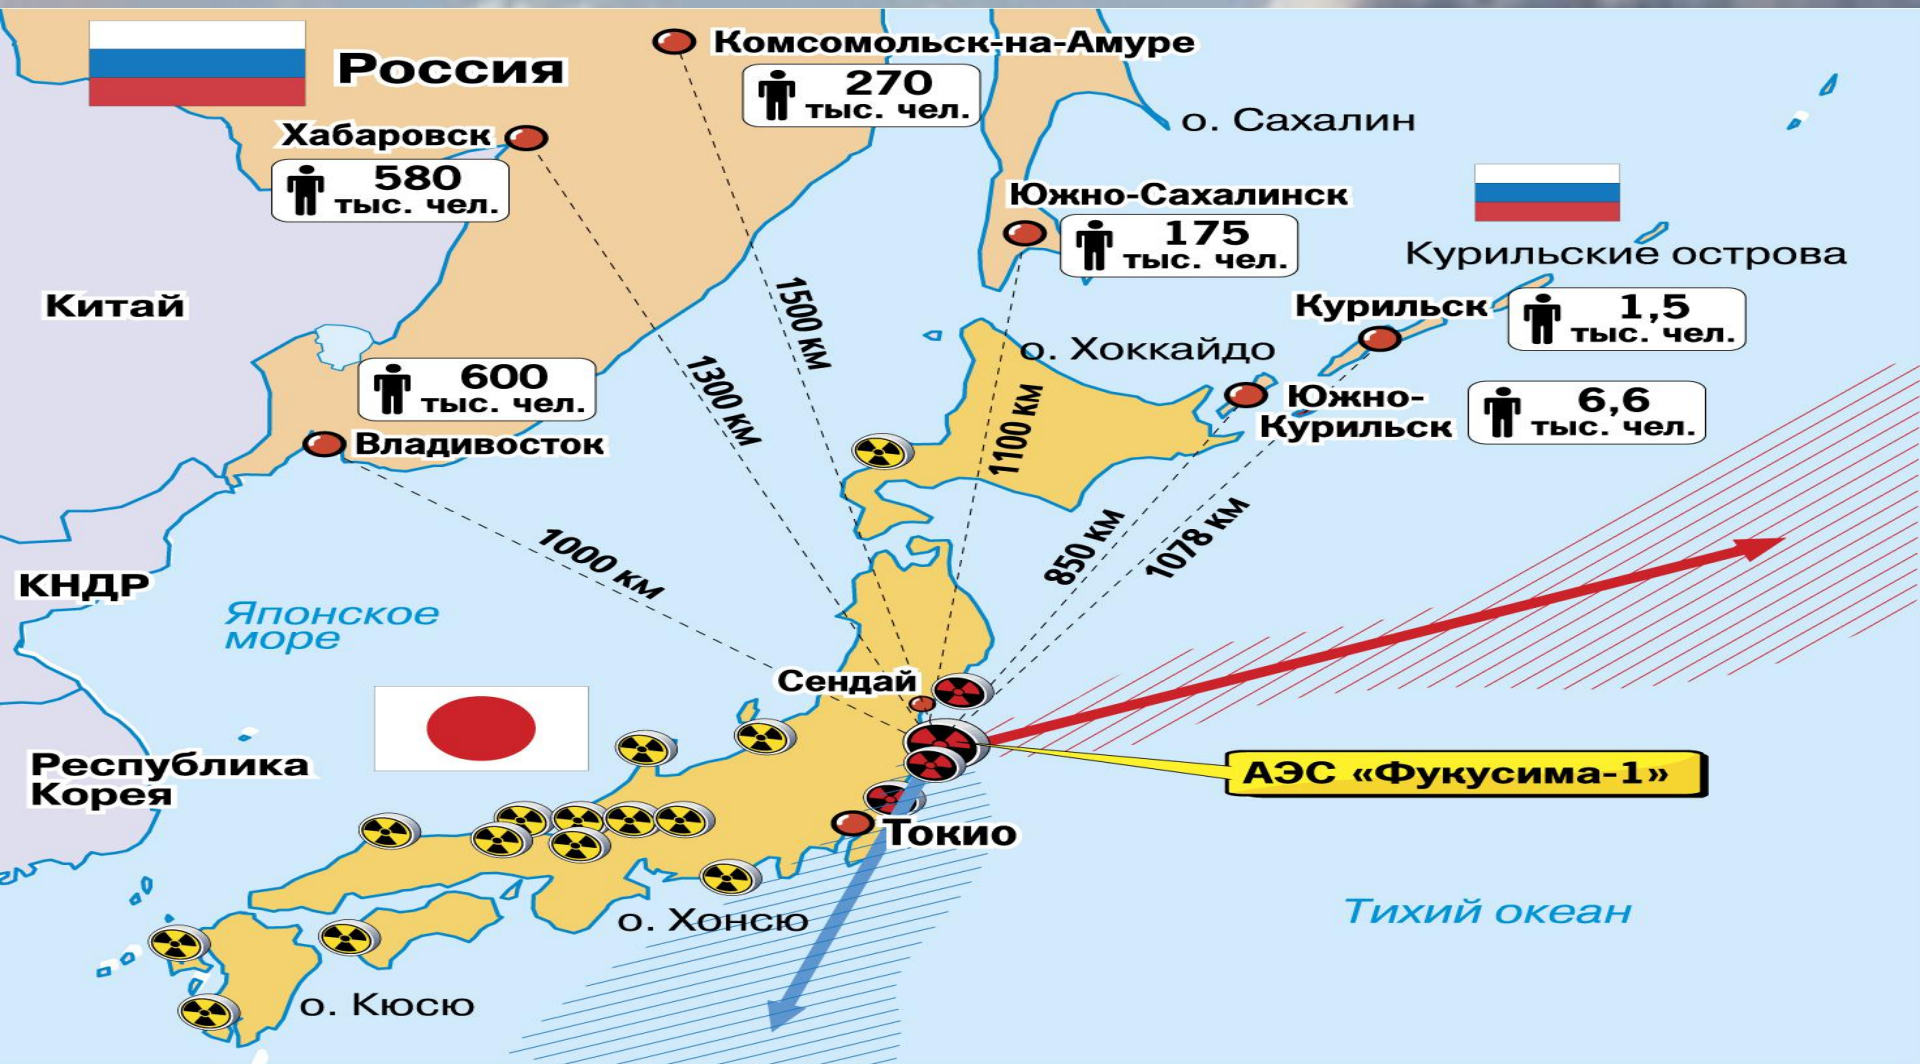 Россия
Комсомольск-на-Амуре
270
тыс. чел.
Хабаровск
580
тыс. чел.
о. Сахалин
Южно-Сахалинск
175
тыс. чел.
Курильские острова
Китай
Курильск
1,5
тыс. чел.
1500 км
1300 км
о. Хоккайдо
600
тыс. чел.
Владивосток
Южно-
Курильск
6,6
тыс. чел.
1100 км
850 км
1078 км
1000 км
КНДР
Японское
море
Сендай
Республика
Корея
АЭС «Фукусима-1»
Токио
о. Хонсю
Тихий океан
о. Кюсю